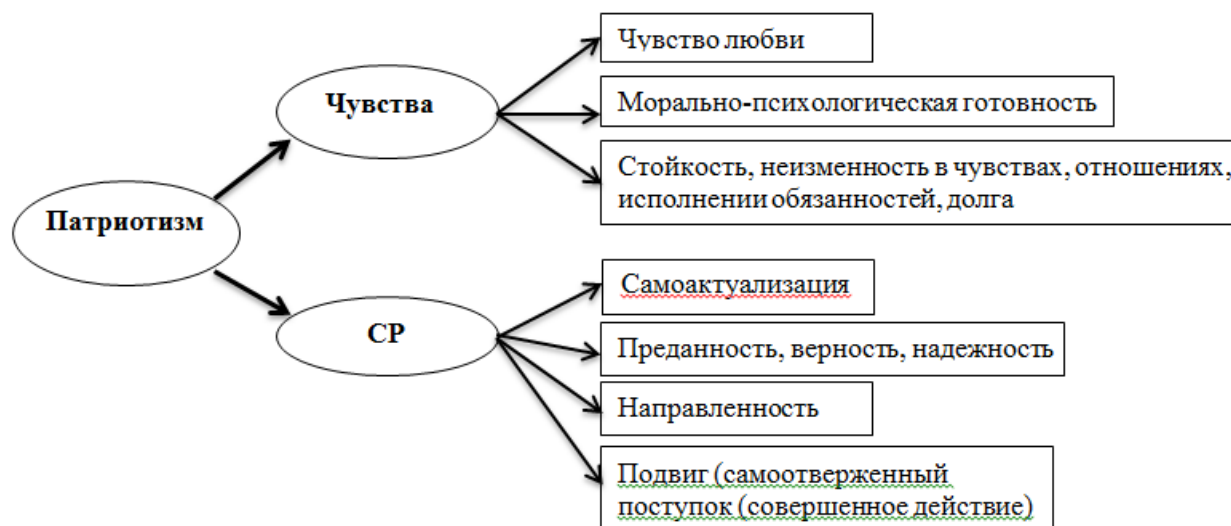 Патриотизм
Чувства
Чувство любви
Морально-психологическая готовность
Стойкость, неизменность в чувствах, отношениях,
исполнении обязанностей, долга
СР
Самоактуализация
Преданность, верность, надежность
Направленность
Подвиг (самоотверженный
поступок (совершенное действие)